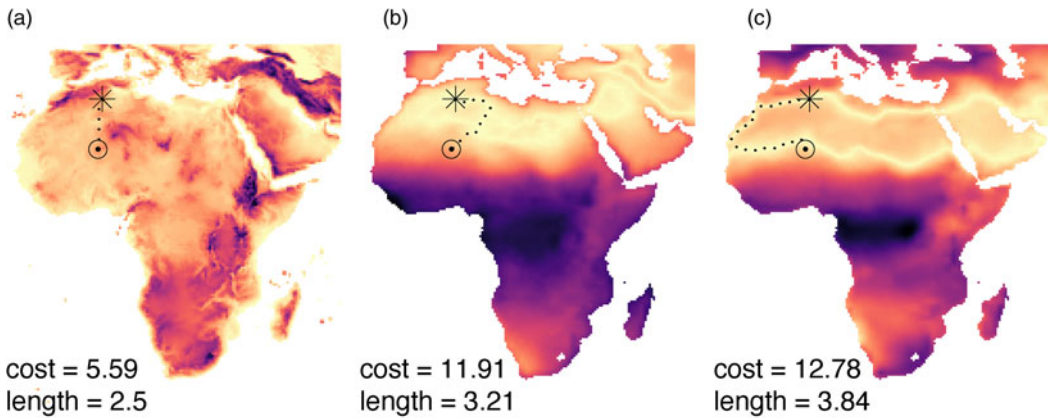 (a)
(b)
(c)
cost = 5.59
length = 2.5
cost = 11.91
length = 3.21
cost = 12.78
length = 3.84